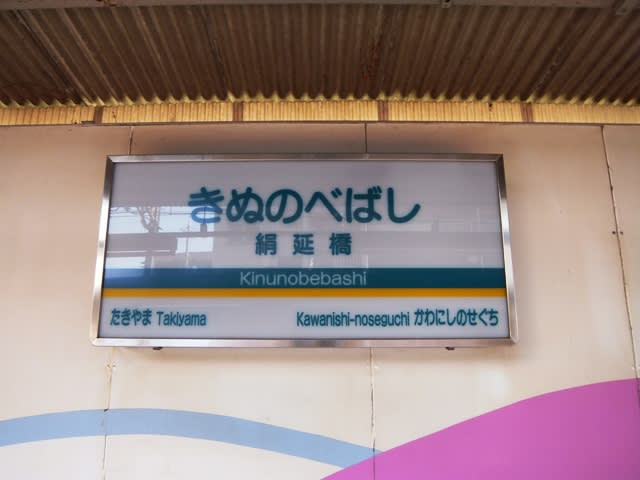 きぬのべばし
絹延橋
Kinunobebashi
たきやま Takiyama
Kawanishi-noseguchi かわにしのせぐち